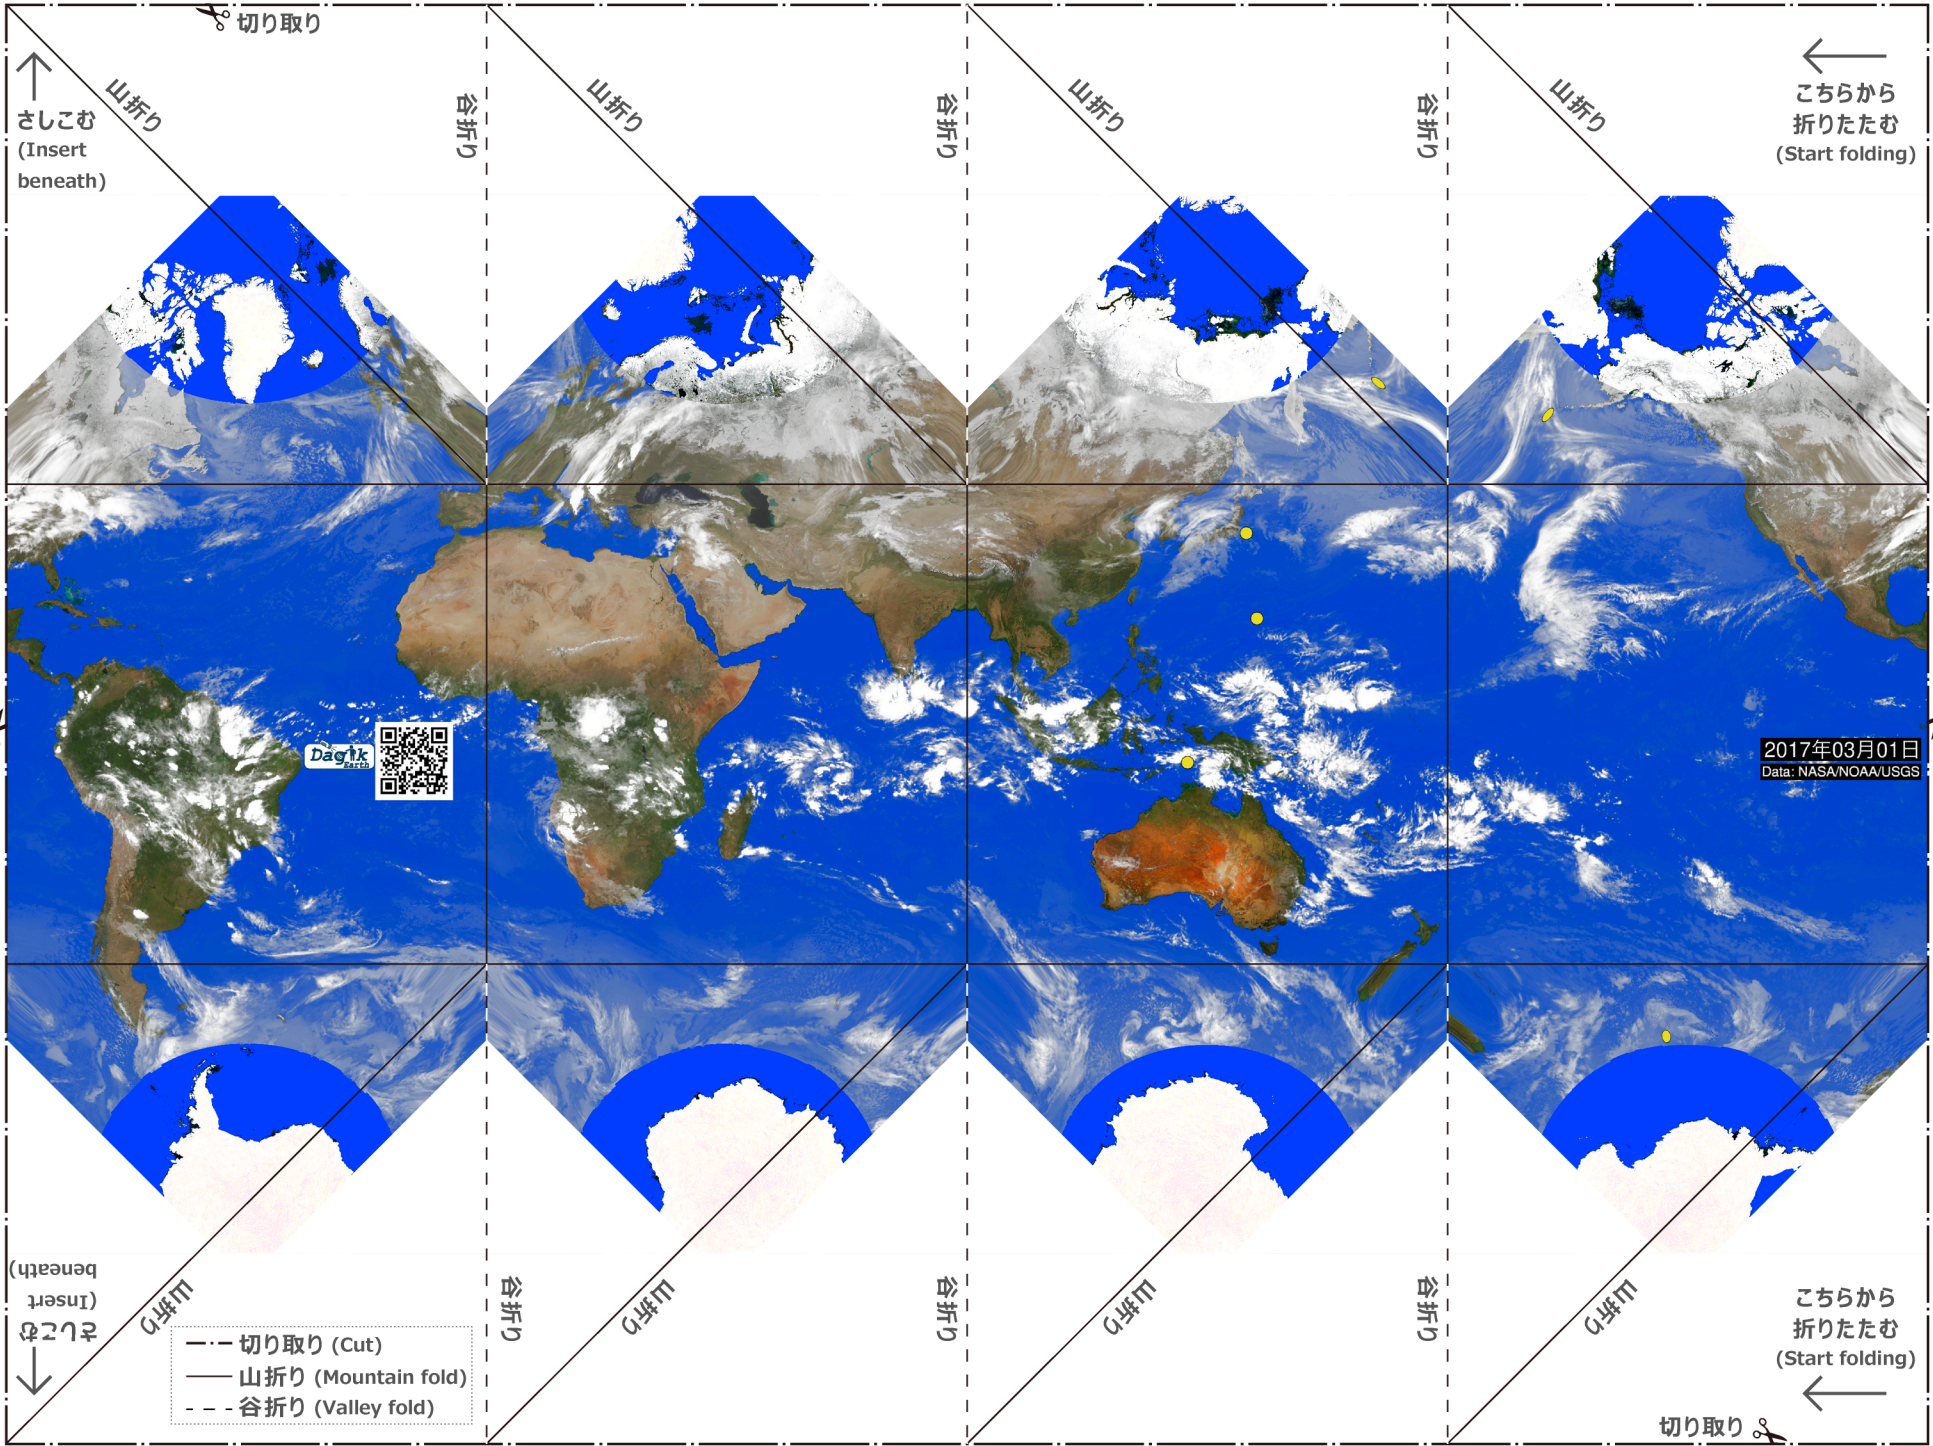 切り取り
山折り
谷折り
山折り
谷折り
山折り
谷折り
山折り
さしこむ
(Insert
beneath)
こちらから
折りたたむ
(Start folding)
Dagik
Earth
2017年03月01日
Data: NASA/NOAA/USGS
さしこむ
(Insert
beneath)
山折り
谷折り
山折り
谷折り
山折り
谷折り
山折り
切り取り (Cut)
山折り (Mountain fold)
谷折り (Valley fold)
こちらから
折りたたむ
(Start folding)
切り取り